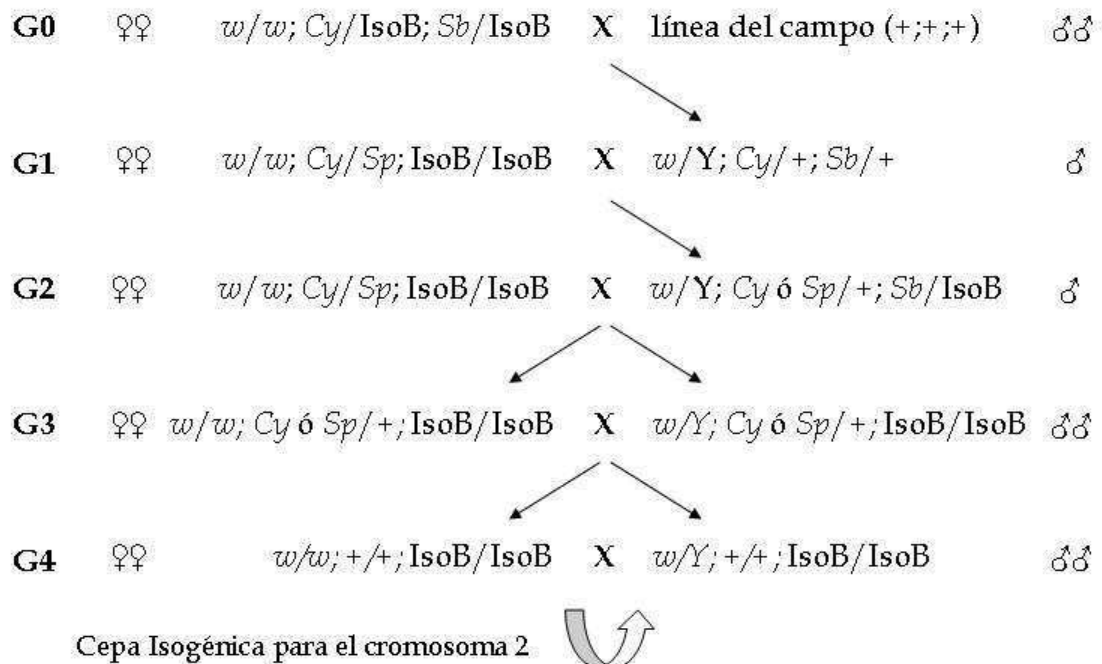 G0 ♀♀ w/w; Cy/IsoB; Sb/IsoB X línea del campo (+;+;+) ♂♂
G1 ♀♀ w/w; Cy/Sp; IsoB/IsoB X w/Y; Cy/+; Sb/+ ♂
G2 ♀♀ w/w; Cy/Sp; IsoB/IsoB X w/Y; Cy ó Sp/+; Sb/IsoB ♂
G3 ♀♀ w/w; Cy ó Sp/+; IsoB/IsoB X w/Y; Cy ó Sp/+; IsoB/IsoB ♂♂
G4 ♀♀ w/w; +/+; IsoB/IsoB X w/Y; +/+; IsoB/IsoB ♂♂
Cepa Isogénica para el cromosoma 2